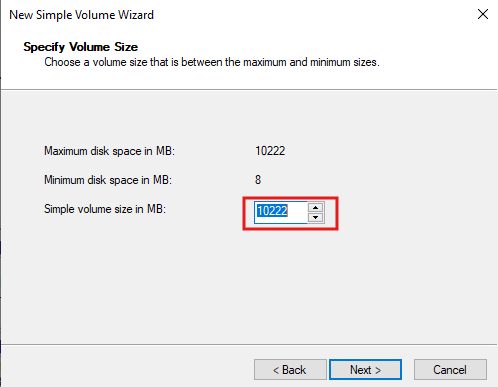 New Simple Volume Wizard
Specify Volume Size
Choose a volume size that is between the maximum and minimum sizes.
Maximum disk space in MB: 10222
Minimum disk space in MB: 8
Simple volume size in MB: 10222
< Back Next > Cancel